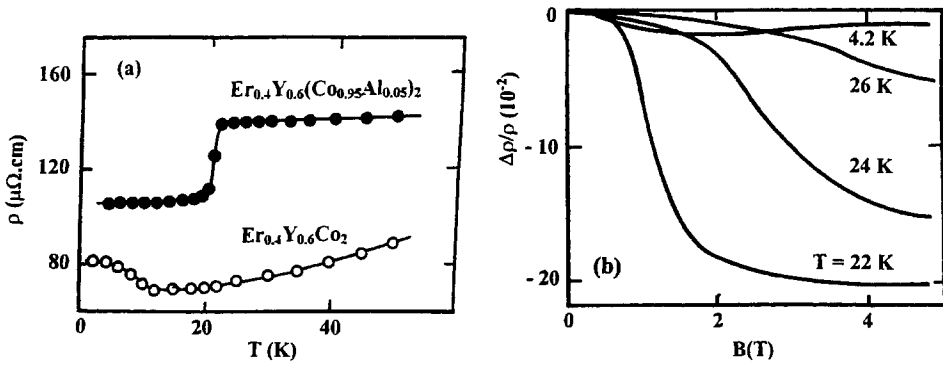 160
120
80
ρ (μΩ.cm)
(a)
Er₀.₄Y₀.₆(Co₀.₉₅Al₀.₀₅)₂
Er₀.₄Y₀.₆Co₂
0 20 40
T (K)
0
- 10
- 20
Δρ/ρ (10⁻²)
4.2 K
26 K
24 K
(b)
T = 22 K
0 2 4
B(T)